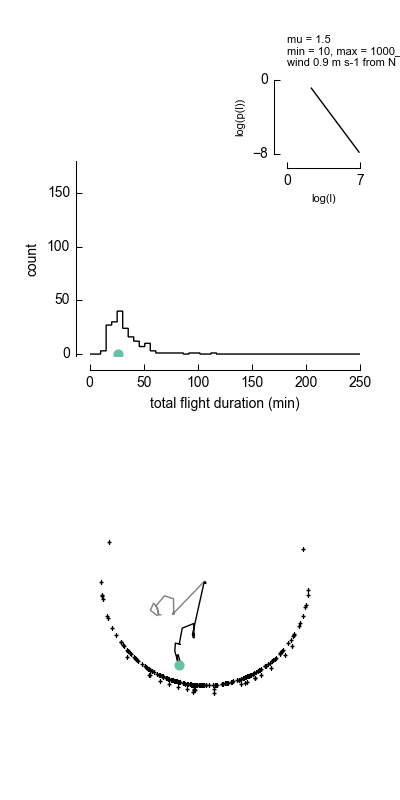 mu = 1.5
min = 10, max = 1000_
wind 0.9 m s-1 from N
0
log(p(l))
−8
0
7
log(l)
150
count
100
50
0
0
50
100
150
200
250
total flight duration (min)